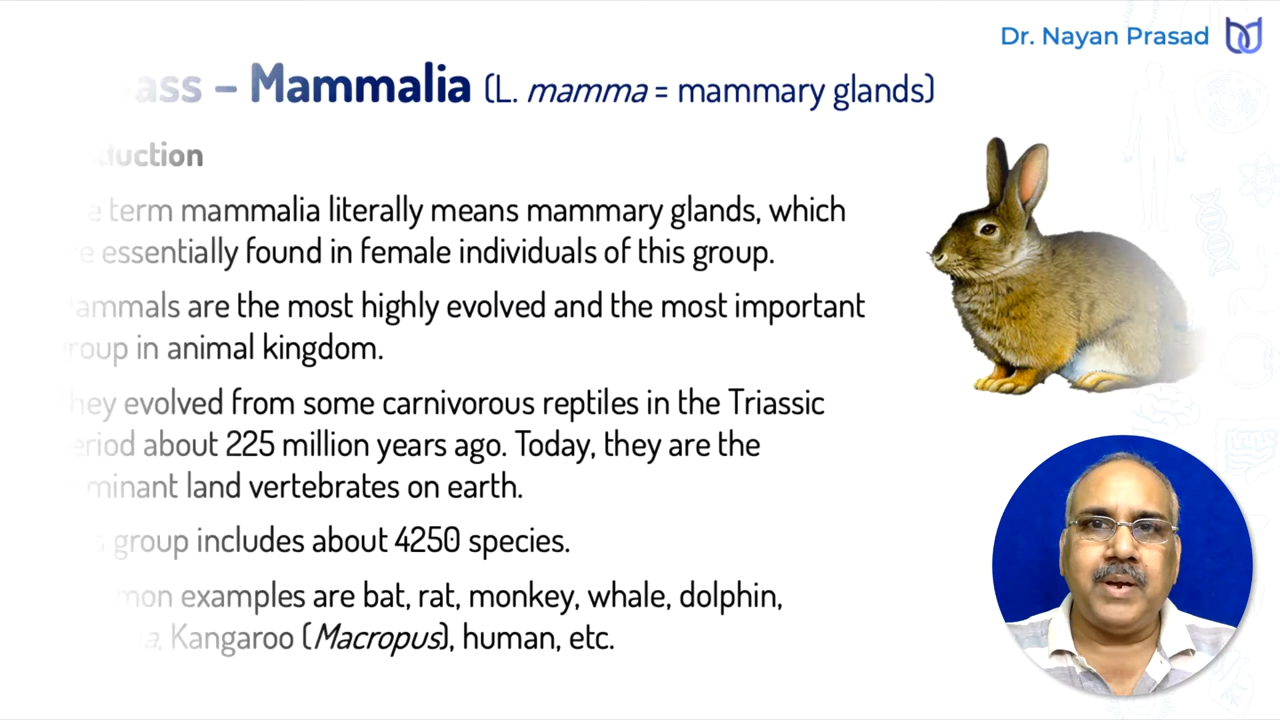 Dr. Nayan Prasad
ass – Mammalia (L. mamma = mammary glands)
duction
term mammalia literally means mammary glands, which
essentially found in female individuals of this group.
ammals are the most highly evolved and the most important
roup in animal kingdom.
hey evolved from some carnivorous reptiles in the Triassic
eriod about 225 million years ago. Today, they are the
minant land vertebrates on earth.
group includes about 4250 species.
mon examples are bat, rat, monkey, whale, dolphin,
Kangaroo (Macropus), human, etc.